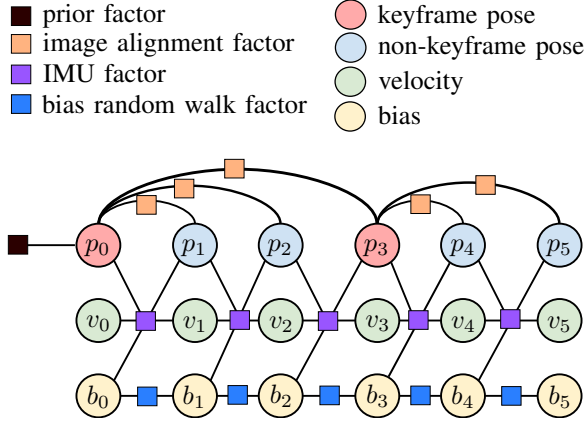 prior factor
image alignment factor
IMU factor
bias random walk factor
keyframe pose
non-keyframe pose
velocity
bias
p₀ p₁ p₂ p₃ p₄ p₅
v₀ v₁ v₂ v₃ v₄ v₅
b₀ b₁ b₂ b₃ b₄ b₅